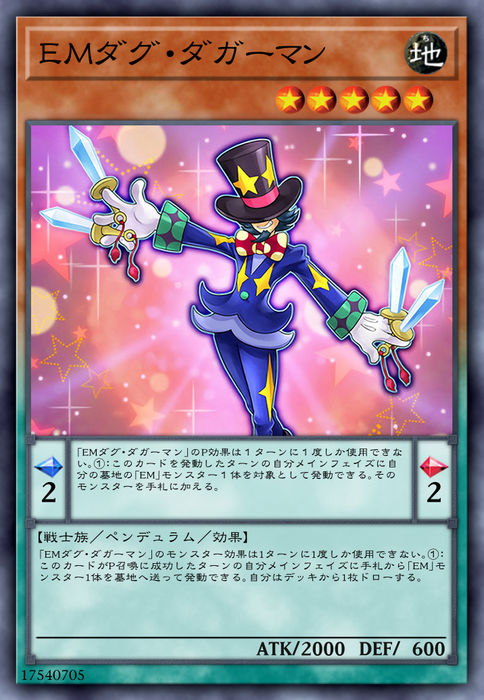 EMダグ・ダガーマン
ち
地
「EMダグ・ダガーマン」のP効果は１ターンに１度しか使用できな
い。①:このカードを発動したターンの自分メインフェイズに自
分の墓地の「EM」モンスター１体を対象として発動できる。その
モンスターを手札に加える。
2
2
【戦士族／ペンデュラム／効果】
「EMダグ・ダガーマン」のモンスター効果は1ターンに1度しか使用できない。①:
このカードがP召喚に成功したターンの自分メインフェイズに手札から「EM」モ
ンスター1体を墓地へ送って発動できる。自分はデッキから1枚ドローする。
ATK/2000 DEF/ 600
17540705